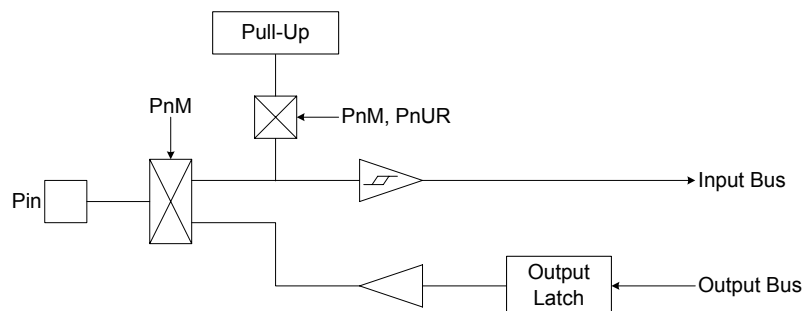 Pull-Up
PnM
PnM, PnUR
Pin
Input Bus
Output
Latch
Output Bus